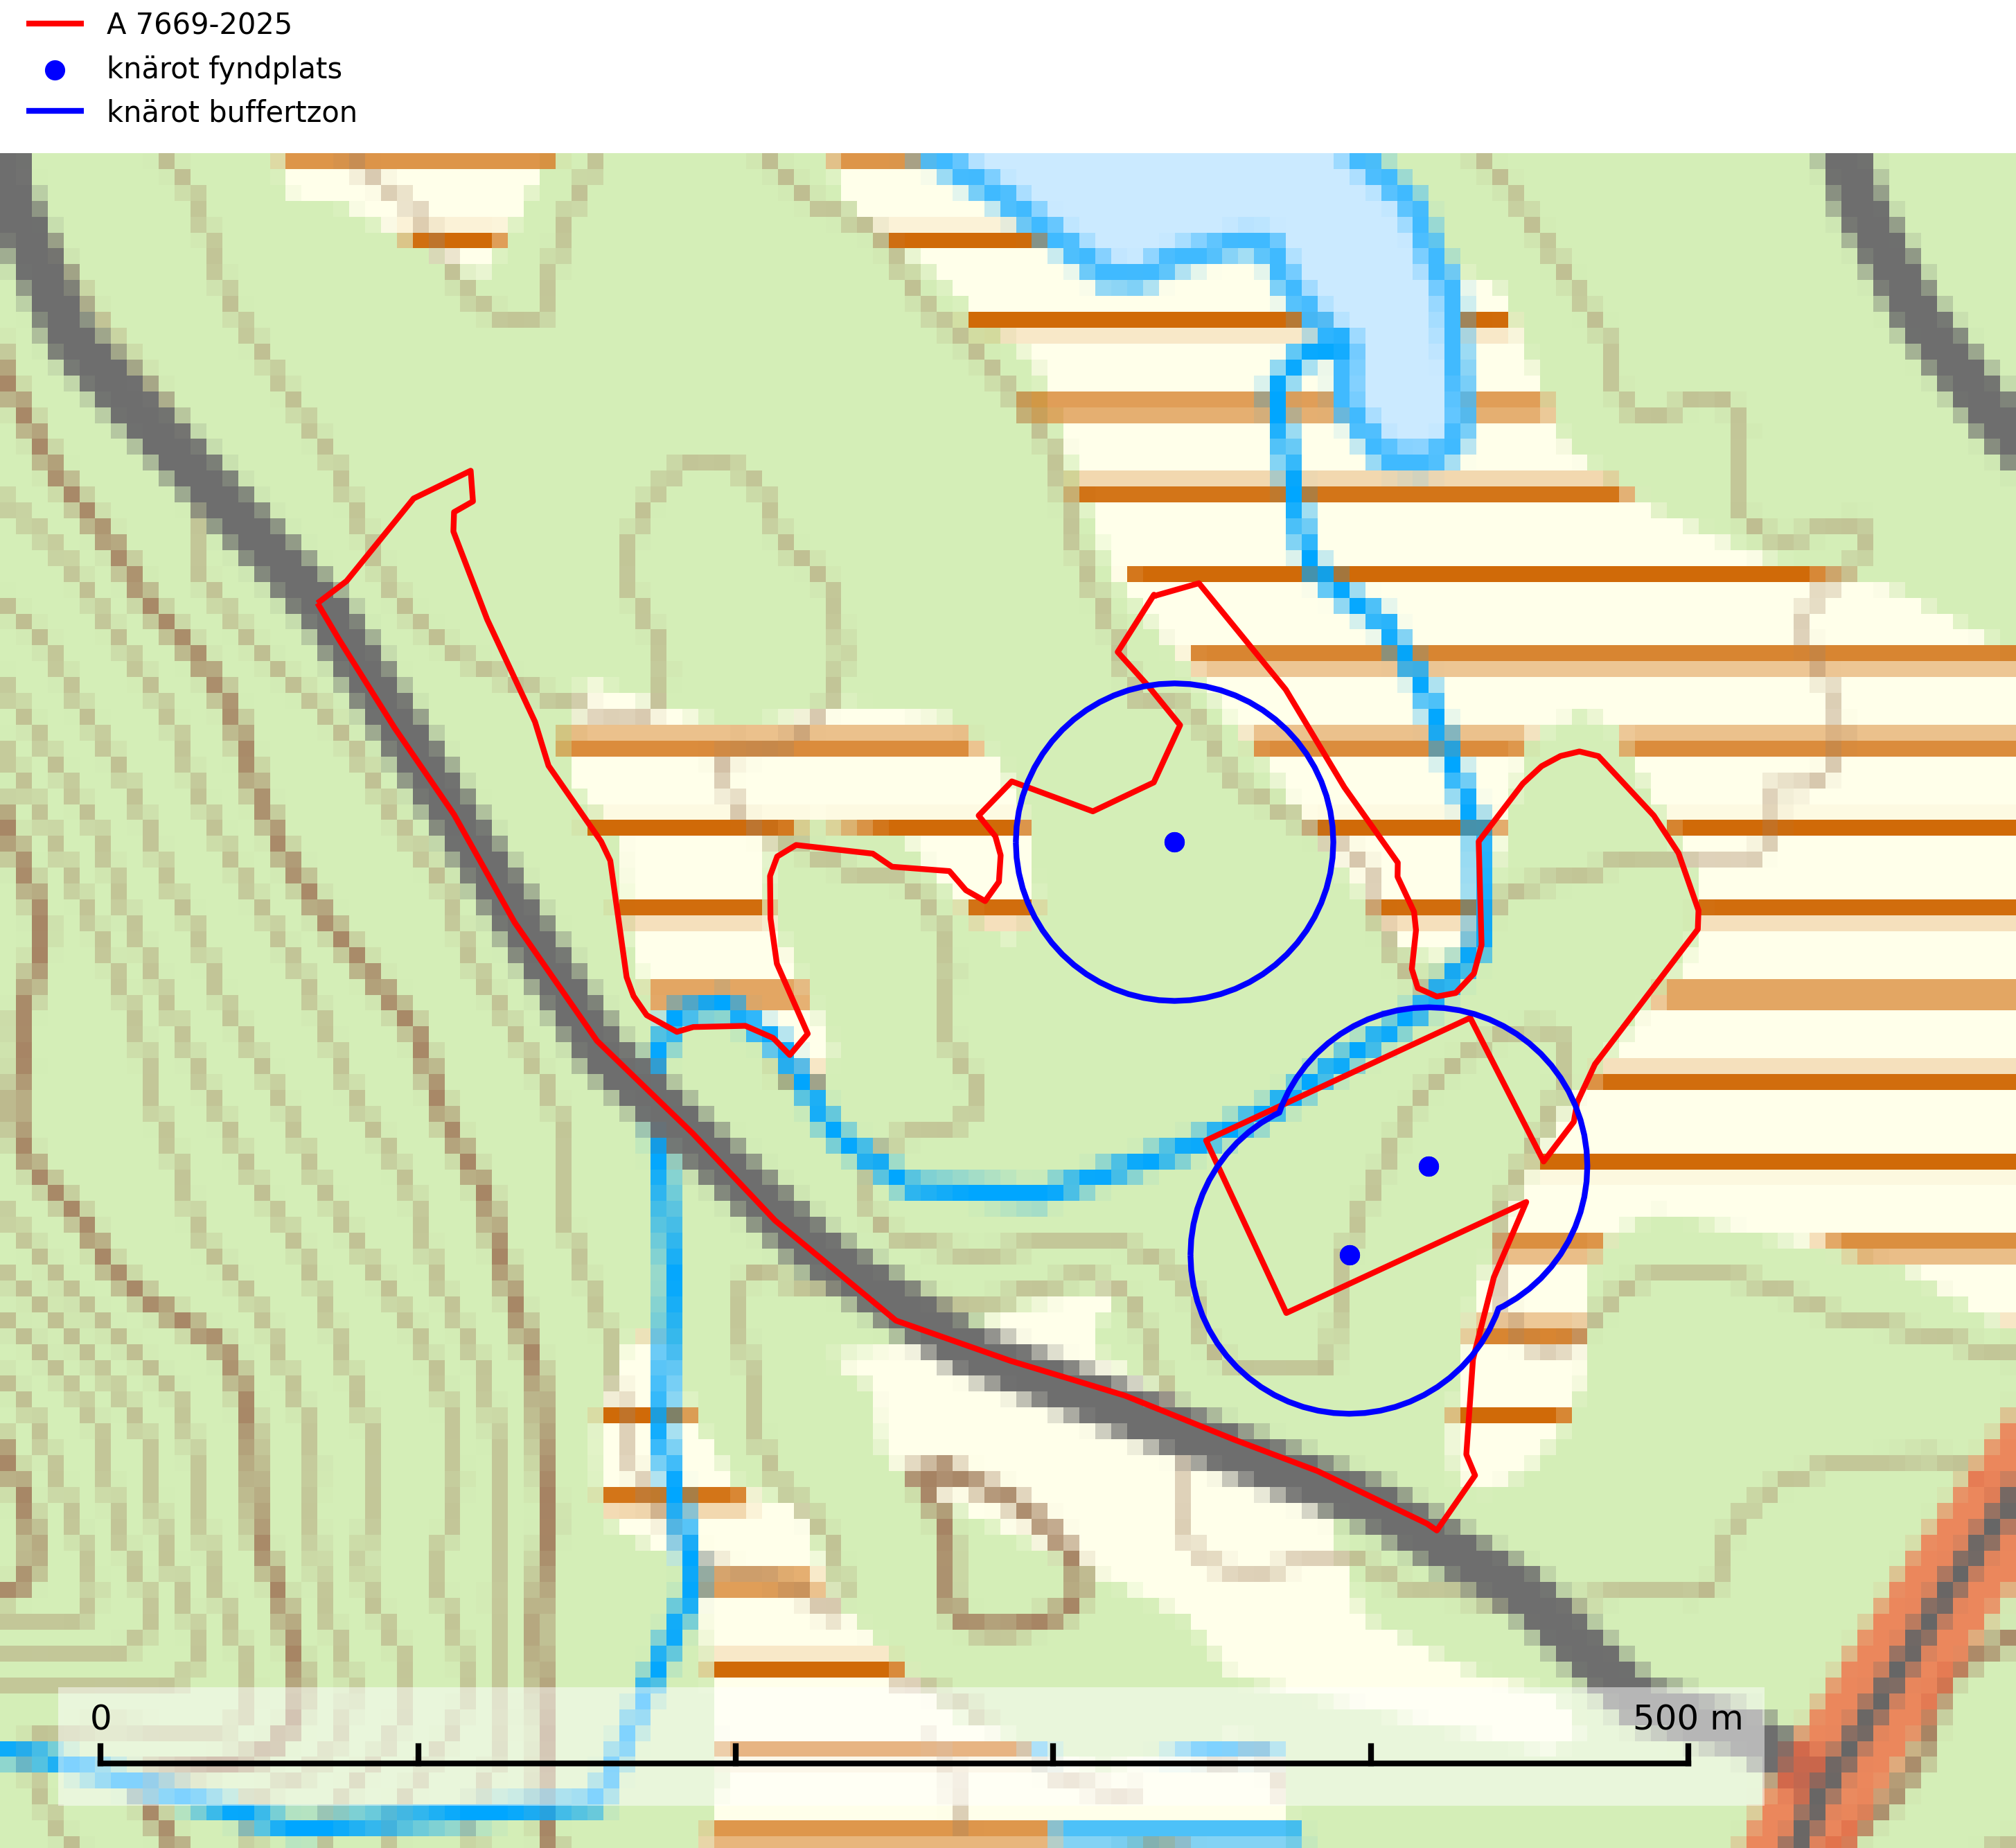 A 7669-2025
knärot fyndplats
knärot buffertzon
0
500 m